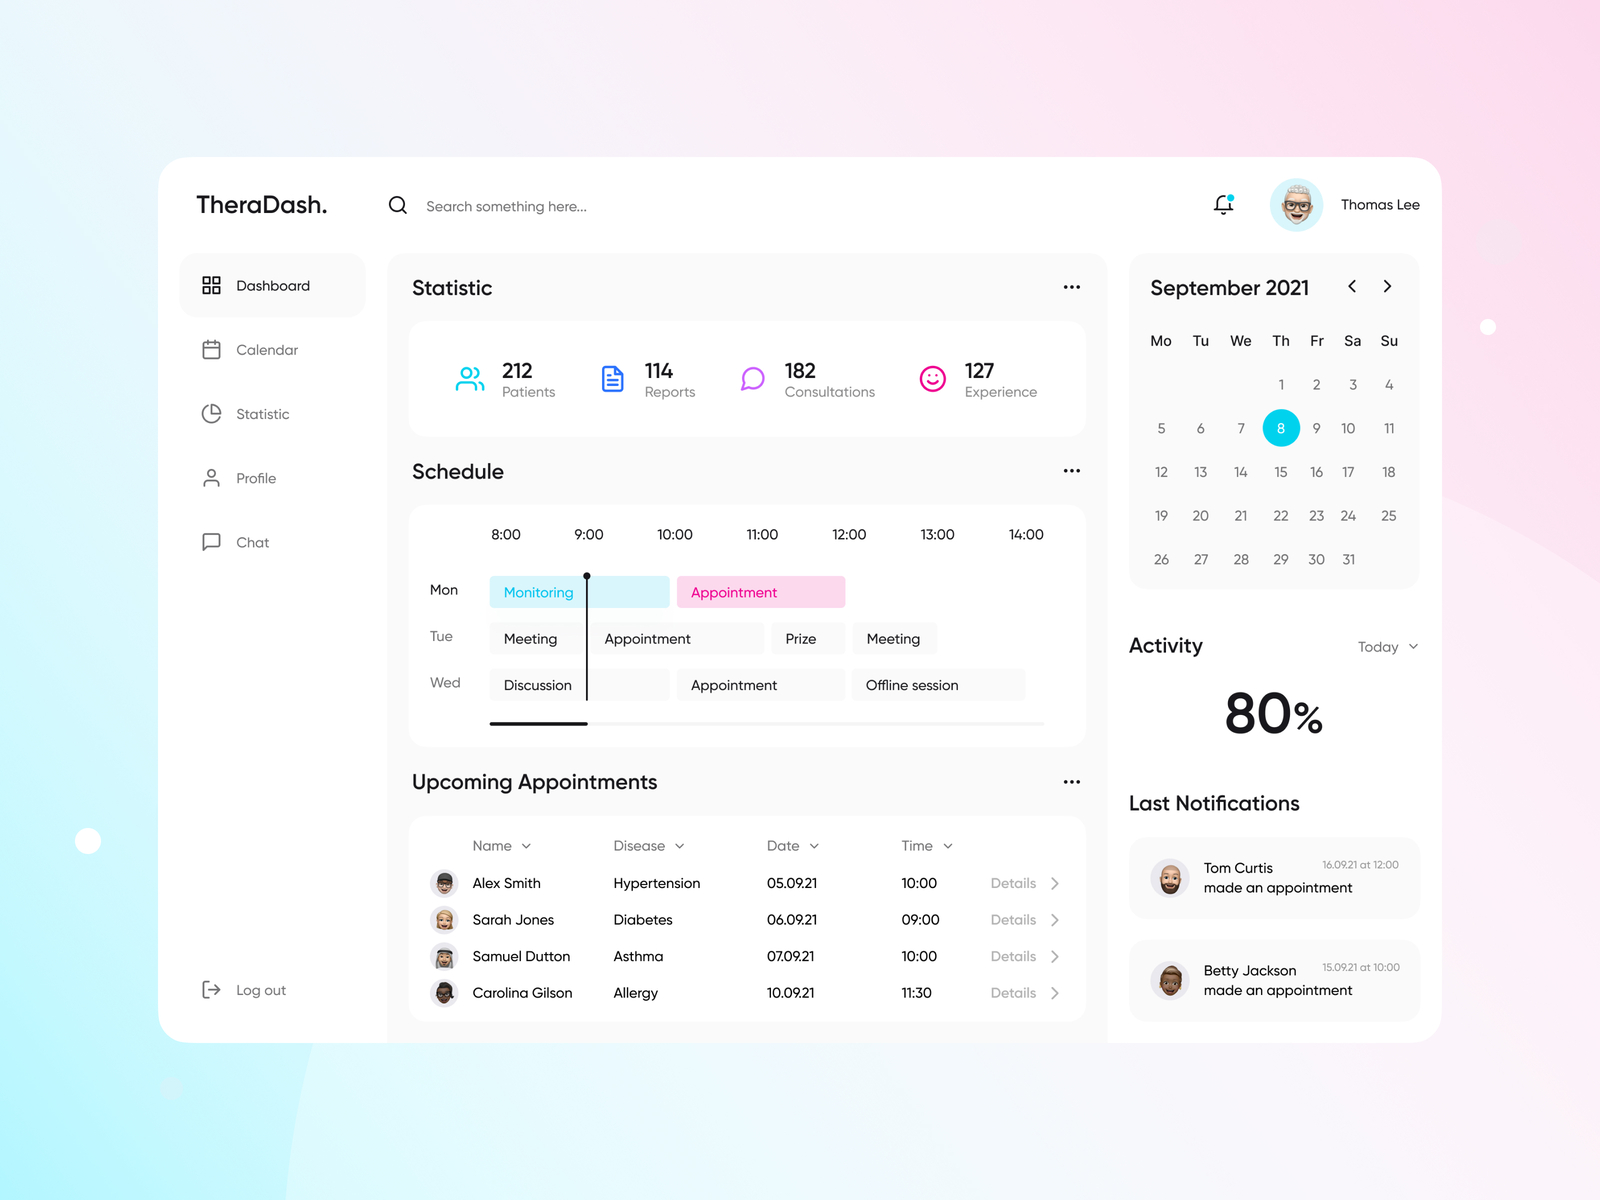 TheraDash.
Search something here...
Thomas Lee
Dashboard
Calendar
Statistic
Profile
Chat
Log out
Statistic
212
Patients
114
Reports
182
Consultations
127
Experience
Schedule
8:00 9:00 10:00 11:00 12:00 13:00 14:00
Mon Monitoring Appointment
Tue Meeting Appointment Prize Meeting
Wed Discussion Appointment Offline session
Upcoming Appointments
Name Disease Date Time
Alex Smith Hypertension 05.09.21 10:00 Details
Sarah Jones Diabetes 06.09.21 09:00 Details
Samuel Dutton Asthma 07.09.21 10:00 Details
Carolina Gilson Allergy 10.09.21 11:30 Details
September 2021
Mo Tu We Th Fr Sa Su
1 2 3 4
5 6 7 8 9 10 11
12 13 14 15 16 17 18
19 20 21 22 23 24 25
26 27 28 29 30 31
Activity
Today
80%
Last Notifications
Tom Curtis 16.09.21 at 12:00
made an appointment
Betty Jackson 15.09.21 at 10:00
made an appointment